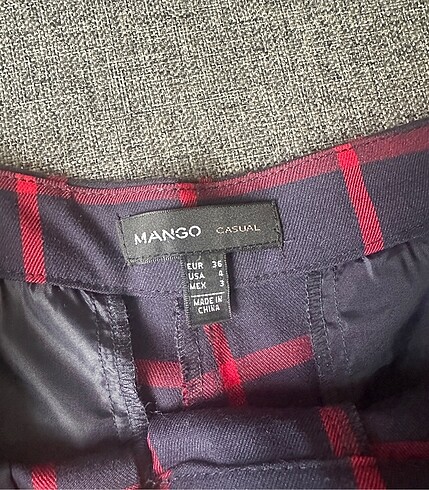 MANGO CASUAL
EUR 36
USA 4
MEX 3
MADE IN
CHINA